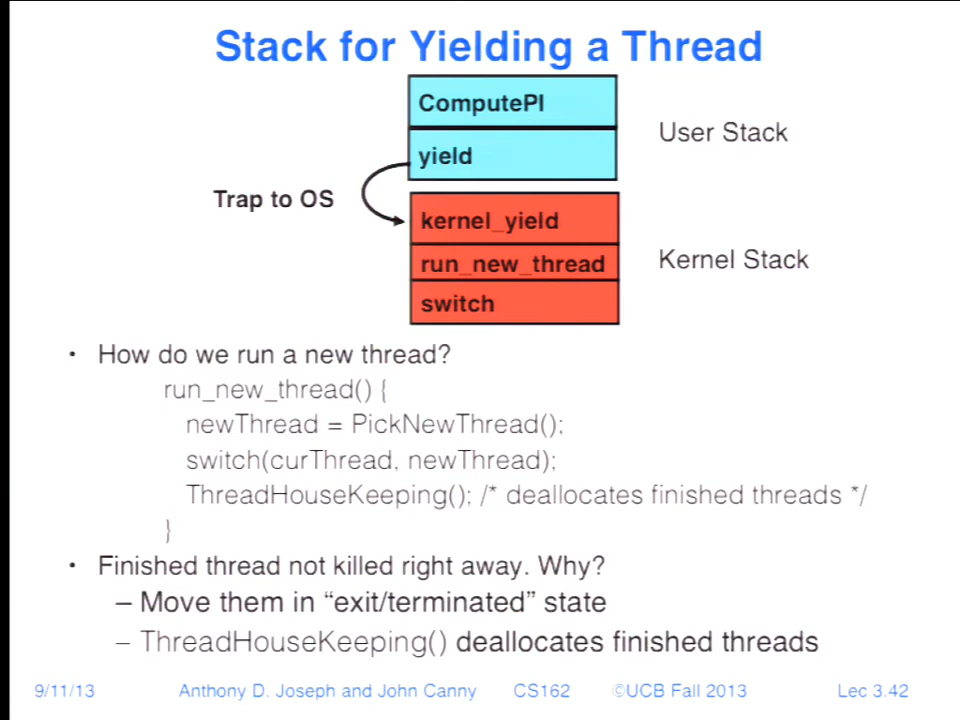 Stack for Yielding a Thread
ComputePI
User Stack
yield
Trap to OS
kernel_yield
run_new_thread
Kernel Stack
switch
• How do we run a new thread?
run_new_thread() {
newThread = PickNewThread();
switch(curThread, newThread);
ThreadHouseKeeping(); /* deallocates finished threads */
}
• Finished thread not killed right away. Why?
– Move them in “exit/terminated” state
– ThreadHouseKeeping() deallocates finished threads
9/11/13 Anthony D. Joseph and John Canny CS162 ©UCB Fall 2013 Lec 3.42